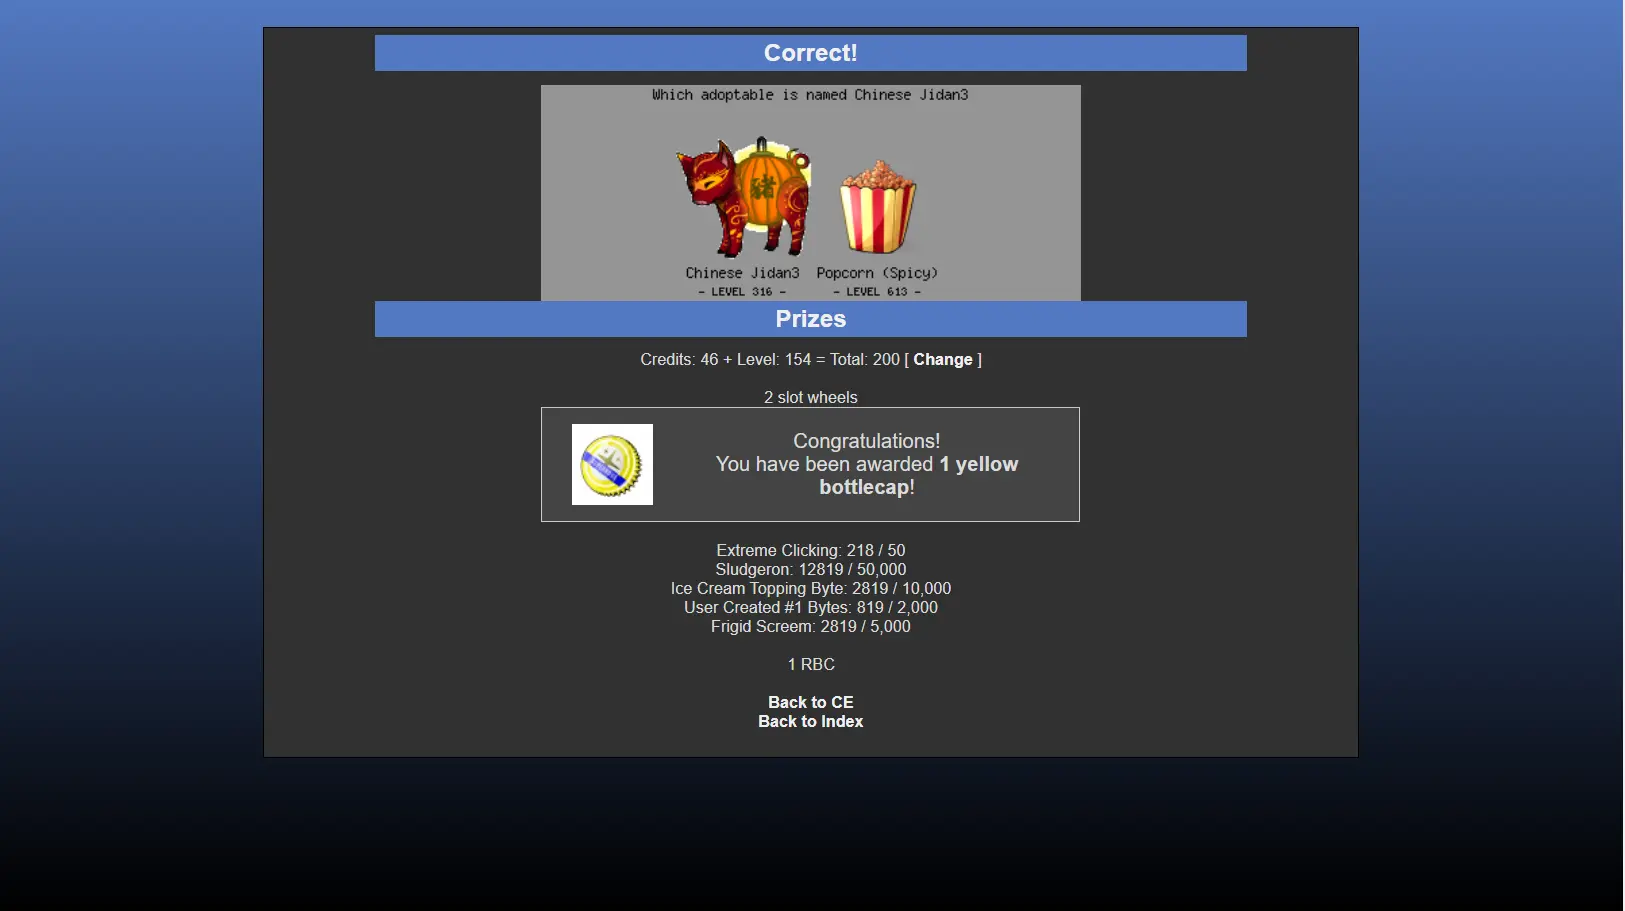 Correct!
Which adoptable is named Chinese Jidan3
豬
Chinese Jidan3 Popcorn (Spicy)
- LEVEL 316 - - LEVEL 613 -
Prizes
Credits: 46 + Level: 154 = Total: 200 [ Change ]
2 slot wheels
Congratulations!
You have been awarded 1 yellow
bottlecap!
Extreme Clicking: 218 / 50
Sludgeron: 12819 / 50,000
Ice Cream Topping Byte: 2819 / 10,000
User Created #1 Bytes: 819 / 2,000
Frigid Screem: 2819 / 5,000
1 RBC
Back to CE
Back to Index